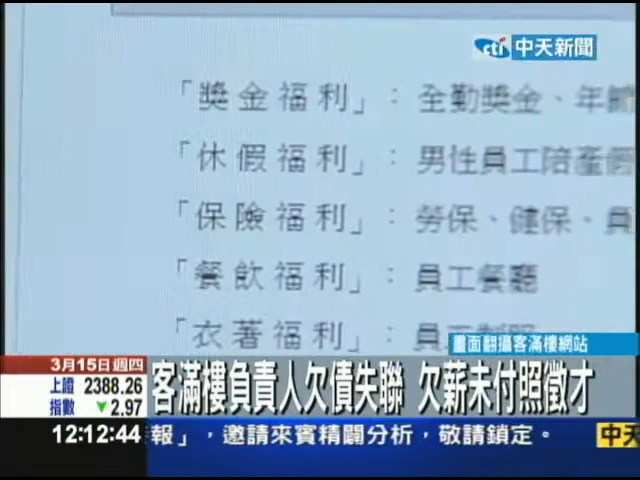 cti 中天新聞
「獎金福利」：全勤獎金、年節
「休假福利」：男性員工陪產假
「保險福利」：勞保、健保、員
「餐飲福利」：員工餐廳
「衣著福利」：員工制服
畫面翻攝客滿樓網站
3月15日週四
上證指數 2388.26 ▼2.97
客滿樓負責人欠債失聯 欠薪未付照徵才
12:12:44
報」，邀請來賓精闢分析，敬請鎖定。 中天